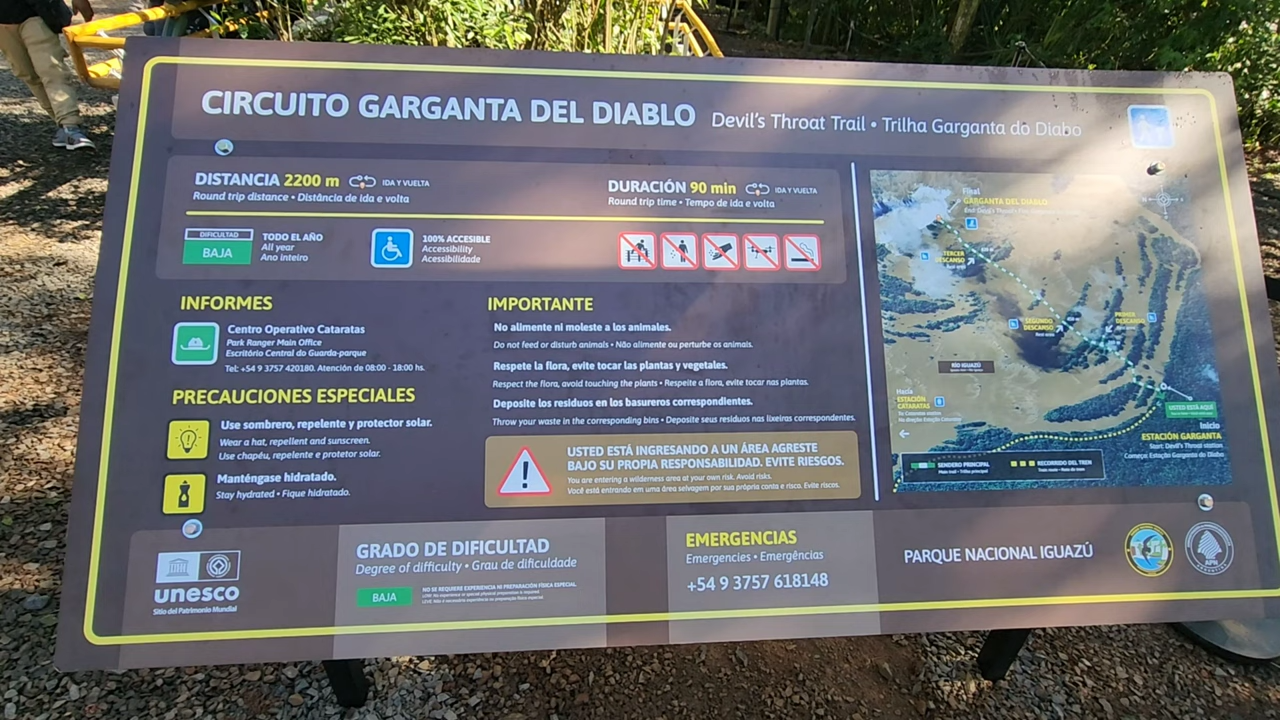 CIRCUITO GARGANTA DEL DIABLO Devil's Throat Trail • Trilha Garganta do Diabo
DISTANCIA 2200 m IDA Y VUELTA
Round trip distance • Distância de ida e volta
DURACIÓN 90 min IDA Y VUELTA
Round trip time • Tempo de ida e volta
DIFICULTAD
BAJA
TODO EL AÑO
All year
Ano inteiro
100% ACCESIBLE
Accessibility
Acessibilidade
INFORMES
Centro Operativo Cataratas
Park Ranger Main Office
Escritório Central do Guarda-parque
Tel: +54 9 3757 420180. Atención de 08:00 - 18:00 hs.
PRECAUCIONES ESPECIALES
Use sombrero, repelente y protector solar.
Wear a hat, repellent and sunscreen.
Use chapéu, repelente e protetor solar.
Manténgase hidratado.
Stay hydrated • Fique hidratado.
IMPORTANTE
No alimente ni moleste a los animales.
Do not feed or disturb animals • Não alimente ou perturbe os animais.
Respete la flora, evite tocar las plantas y vegetales.
Respect the flora, avoid touching the plants • Respeite a flora, evite tocar nas plantas.
Deposite los residuos en los basureros correspondientes.
Throw your waste in the corresponding bins • Deposite seus resíduos nas lixeiras correspondentes.
USTED ESTÁ INGRESANDO A UN ÁREA AGRESTE
BAJO SU PROPIA RESPONSABILIDAD. EVITE RIESGOS.
You are entering a wilderness area at your own risk. Avoid risks.
Você está entrando em uma área selvagem por sua própria conta e risco. Evite riscos.
Final
GARGANTA DEL DIABLO
TERCER
DESCANSO
SEGUNDO
DESCANSO
PRIMER
DESCANSO
RÍO IGUAZÚ
Hacia
ESTACIÓN
CATARATAS
USTED ESTÁ AQUÍ
Inicio
ESTACIÓN GARGANTA
Start: Devil's Throat station
Começo: Estação Garganta do Diabo
SENDERO PRINCIPAL
RECORRIDO DEL TREN
unesco
Sitio del Patrimonio Mundial
GRADO DE DIFICULTAD
Degree of difficulty • Grau de dificuldade
BAJA
NO SE REQUIERE EXPERIENCIA NI PREPARACIÓN FÍSICA ESPECIAL
EMERGENCIAS
Emergencies • Emergências
+54 9 3757 618148
PARQUE NACIONAL IGUAZÚ
APN